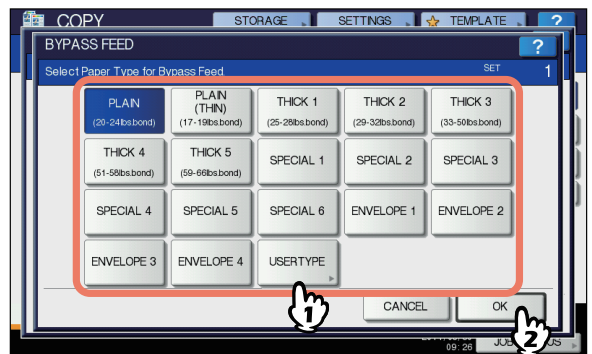 COPY STORAGE SETTINGS TEMPLATE ?
BYPASS FEED ?
Select Paper Type for Bypass Feed. SET 1
PLAIN
(20-24lbs.bond)
PLAIN
(THIN)
(17-19lbs.bond)
THICK 1
(25-28lbs.bond)
THICK 2
(29-32lbs.bond)
THICK 3
(33-50lbs.bond)
THICK 4
(51-58lbs.bond)
THICK 5
(59-66lbs.bond)
SPECIAL 1
SPECIAL 2
SPECIAL 3
SPECIAL 4
SPECIAL 5
SPECIAL 6
ENVELOPE 1
ENVELOPE 2
ENVELOPE 3
ENVELOPE 4
USERTYPE
1
CANCEL
OK
2
09: 26